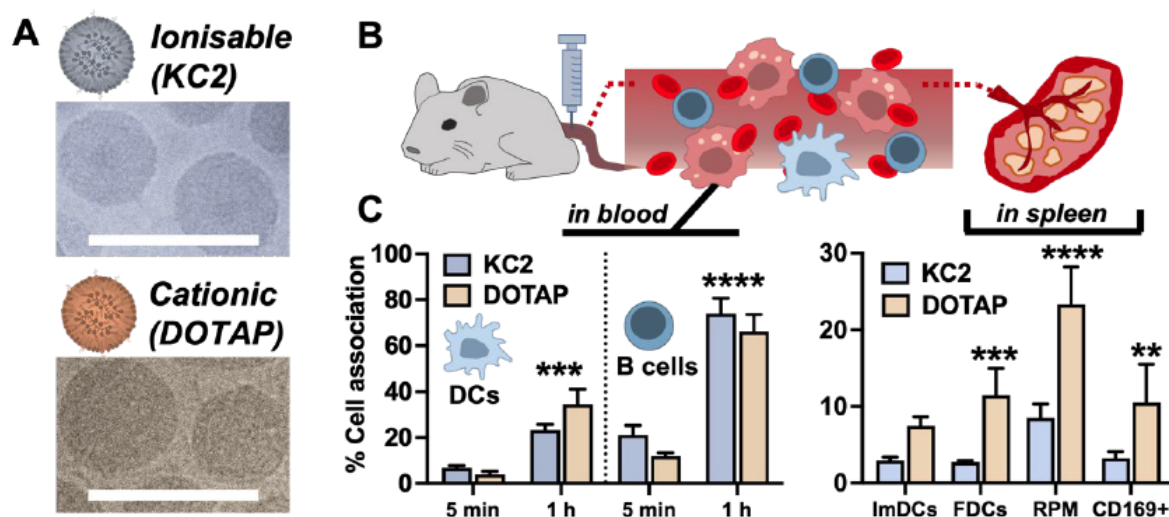 A
Ionisable
(KC2)
Cationic
(DOTAP)
B
in blood
in spleen
C
% Cell association
100
80
60
40
20
0
KC2
DOTAP
DCs
***
B cells
****
5 min
1 h
5 min
1 h
30
20
10
0
KC2
DOTAP
***
****
**
ImDCs
FDCs
RPM
CD169+